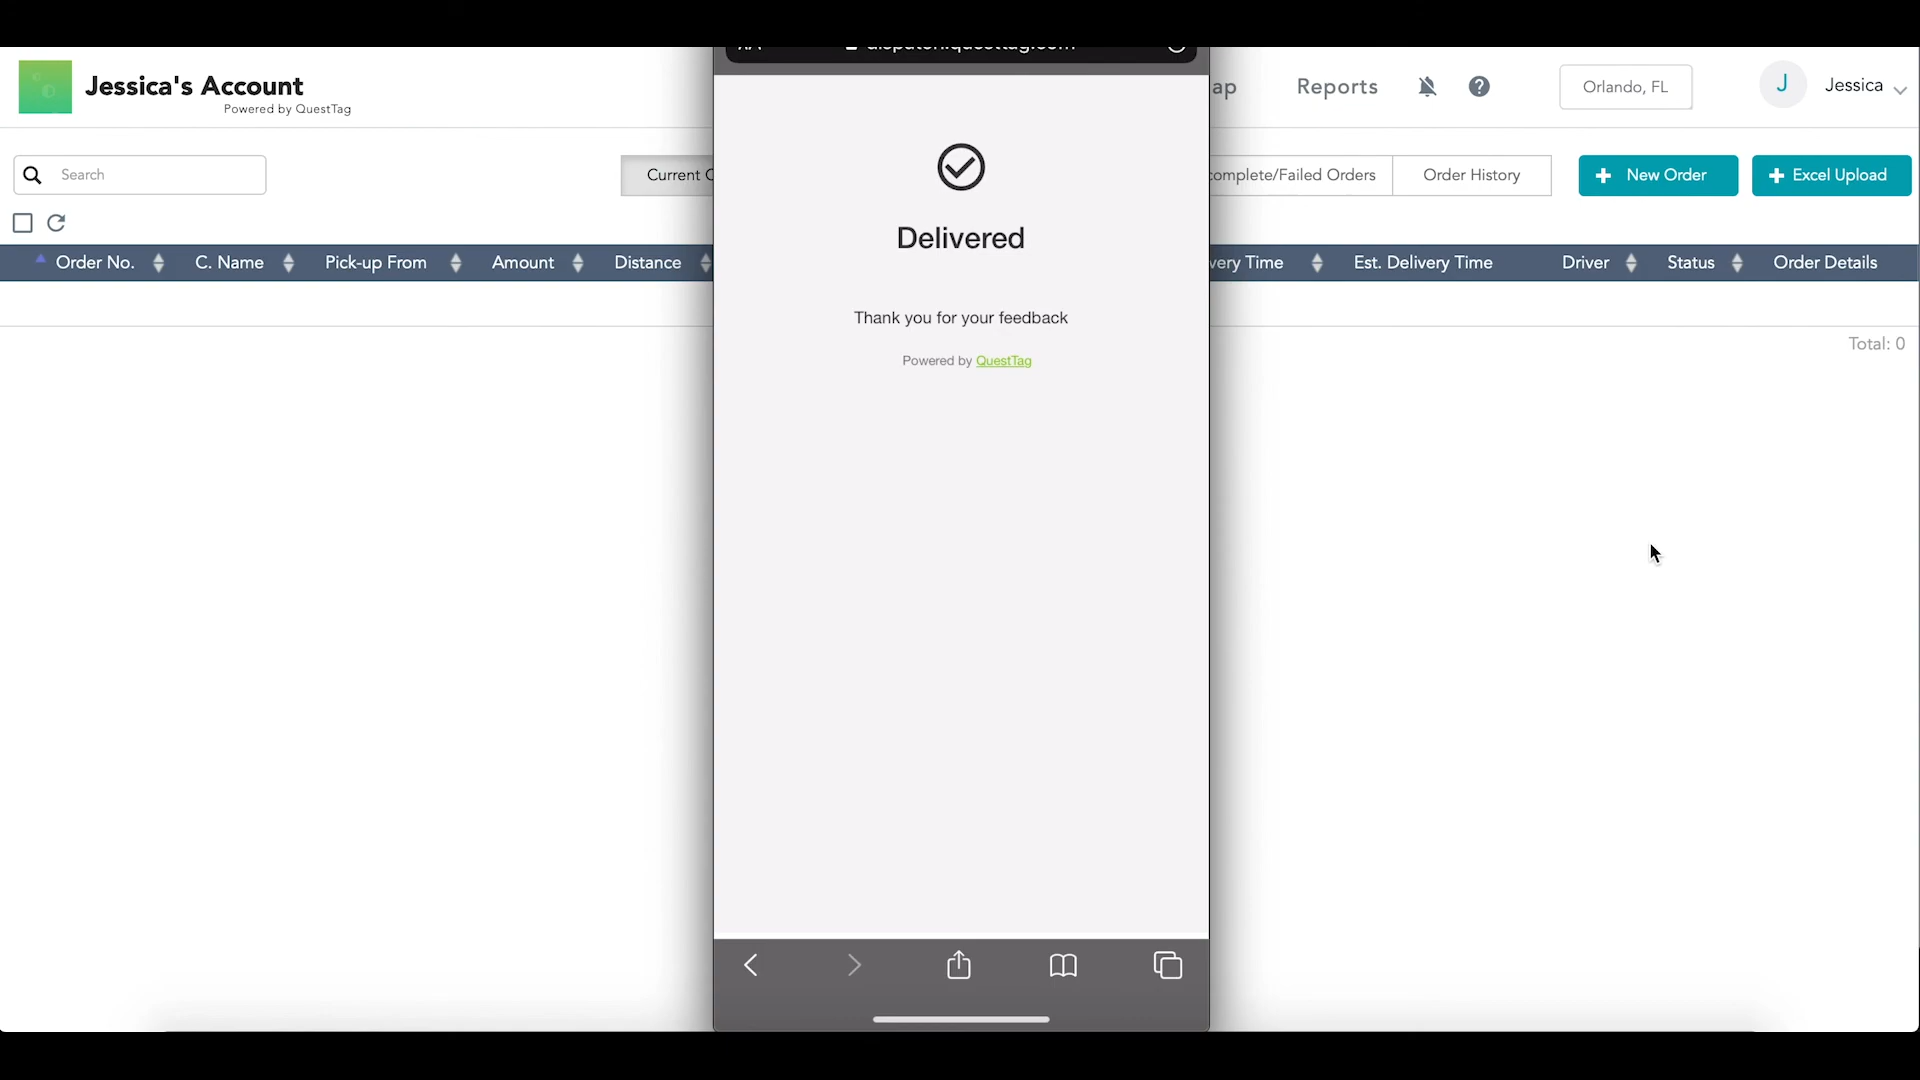 Jessica's Account
Powered by QuestTag
Reports
Orlando, FL
J
Jessica
Search
Current
Failed Orders
Order History
+ New Order
+ Excel Upload
Order No.
C. Name
Pick-up From
Amount
Distance
Time
Est. Delivery Time
Driver
Status
Order Details
Total: 0
Delivered
Thank you for your feedback
Powered by QuestTag